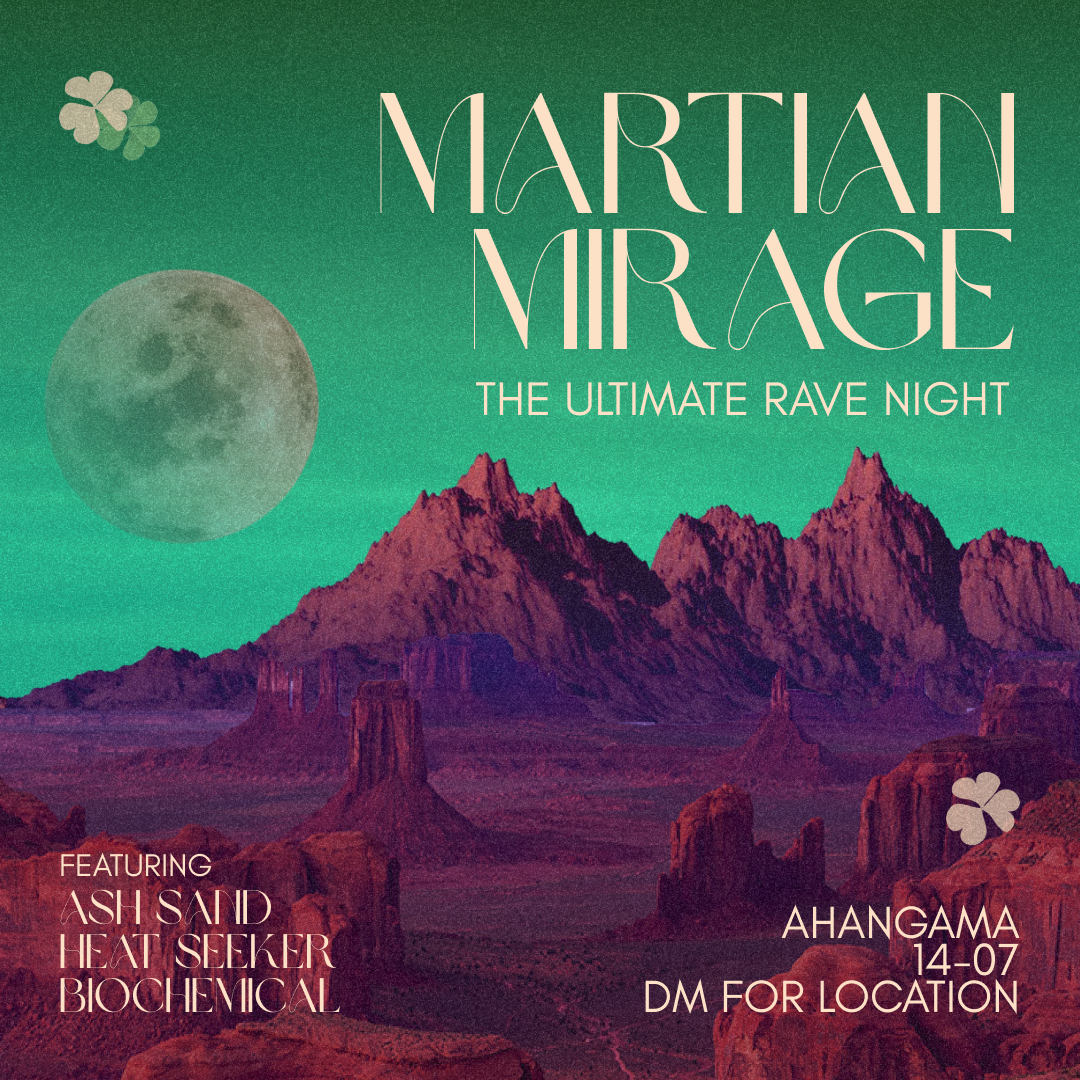 MARTIAN
MIRAGE
THE ULTIMATE RAVE NIGHT
FEATURING
ASH SAND
HEAT SEEKER
BIOCHEMICAL
AHANGAMA
14-07
DM FOR LOCATION